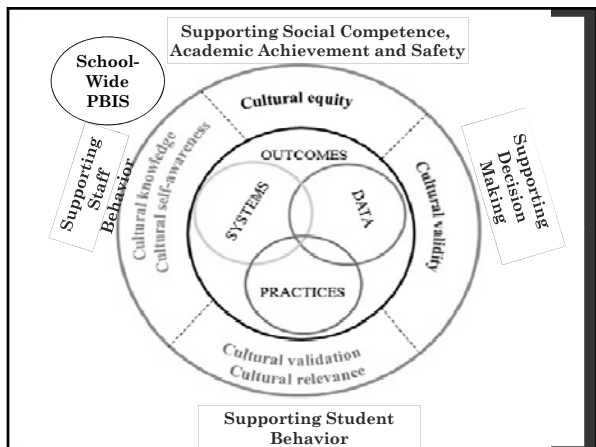 Supporting Social Competence,
Academic Achievement and Safety
School-
Wide
PBIS
Cultural equity
Supporting
Staff
Behavior
Cultural knowledge
Cultural self-awareness
OUTCOMES
SYSTEMS
DATA
PRACTICES
Cultural validity
Supporting
Decision
Making
Cultural validation
Cultural relevance
Supporting Student
Behavior